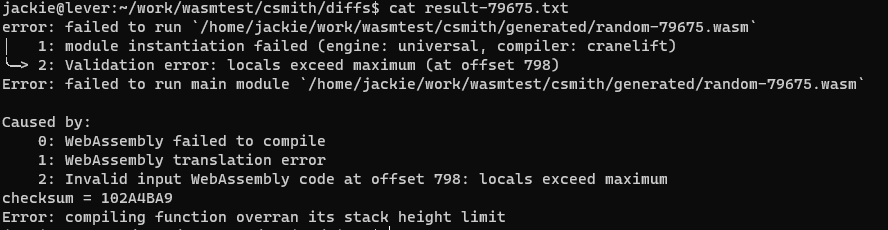 jackie@lever:~/work/wasmtest/csmith/diffs$ cat result-79675.txt
error: failed to run `/home/jackie/work/wasmtest/csmith/generated/random-79675.wasm`
│   1: module instantiation failed (engine: universal, compiler: cranelift)
╰─> 2: Validation error: locals exceed maximum (at offset 798)
Error: failed to run main module `/home/jackie/work/wasmtest/csmith/generated/random-79675.wasm`

Caused by:
    0: WebAssembly failed to compile
    1: WebAssembly translation error
    2: Invalid input WebAssembly code at offset 798: locals exceed maximum
checksum = 102A4BA9
Error: compiling function overran its stack height limit